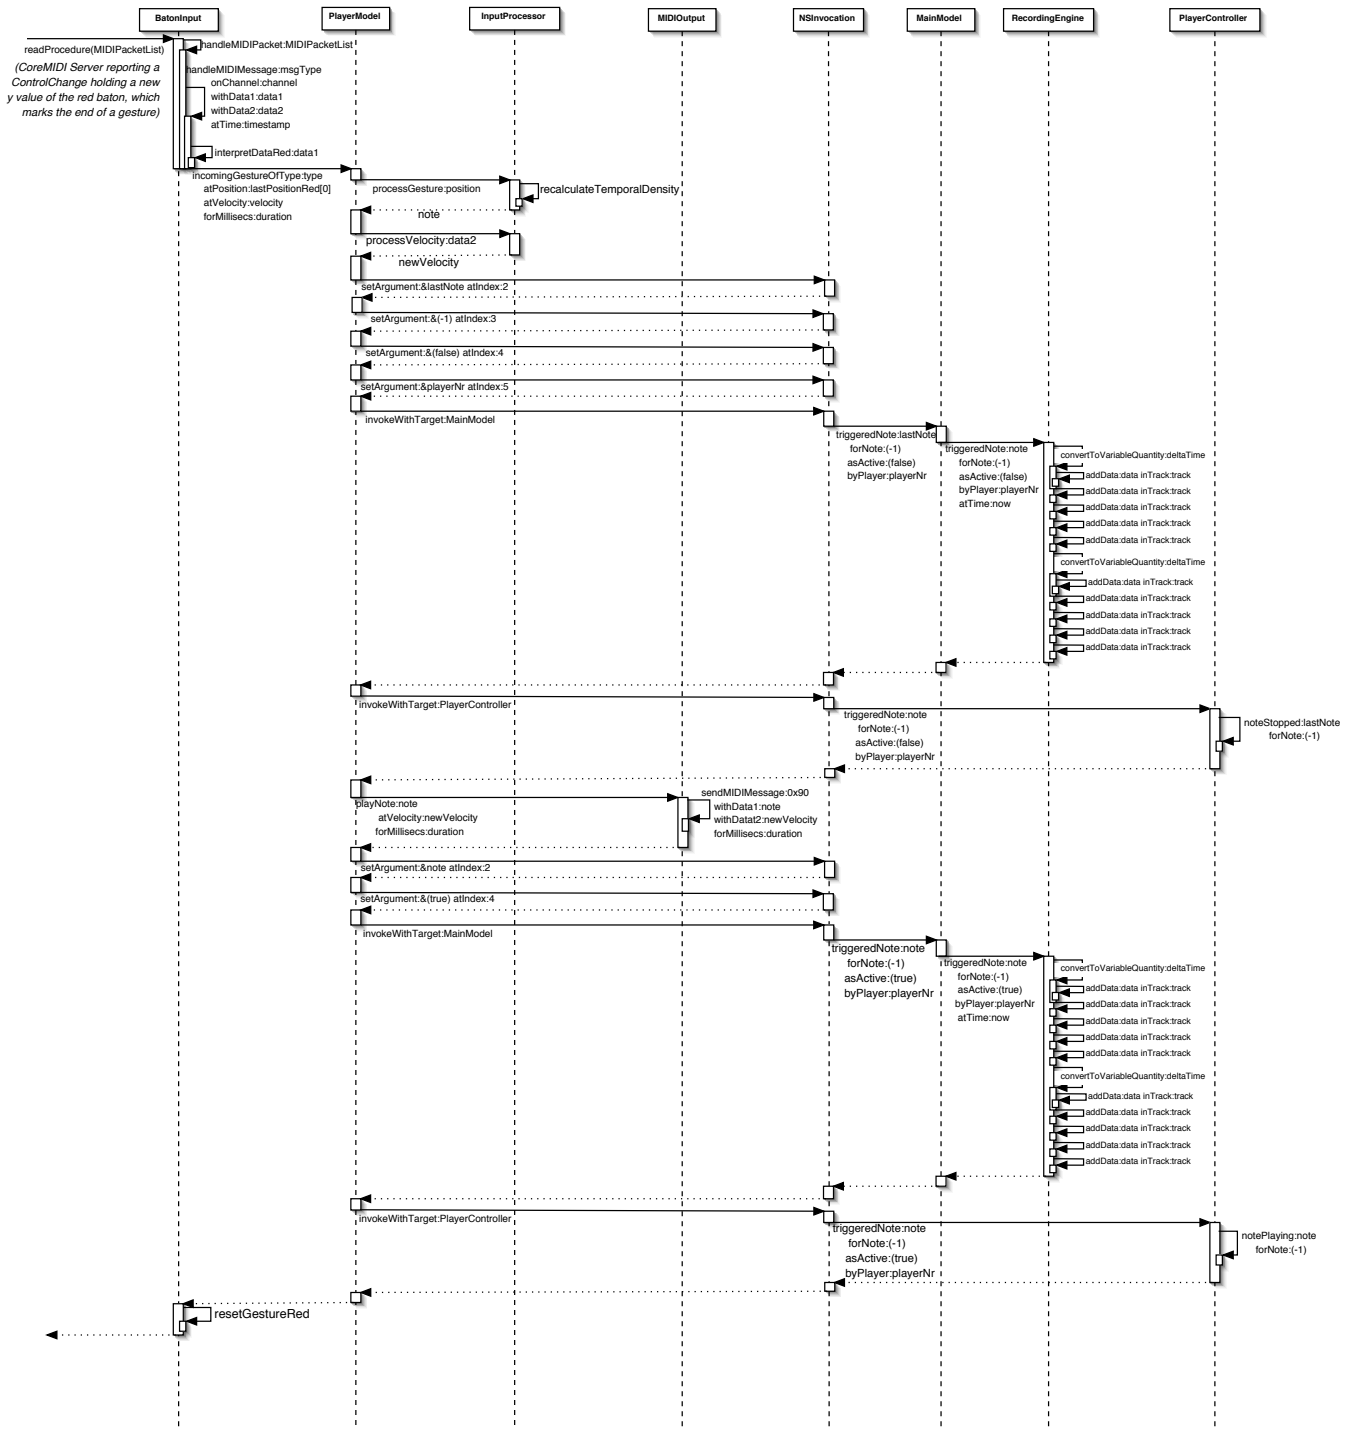 BatonInput
PlayerModel
InputProcessor
MIDIOutput
NSInvocation
MainModel
RecordingEngine
PlayerController
readProcedure(MIDIPacketList)
(CoreMIDI Server reporting a
ControlChange holding a new
y value of the red baton, which
marks the end of a gesture)
handleMIDIPacket:MIDIPacketList
handleMIDIMessage:msgType
onChannel:channel
withData1:data1
withData2:data2
atTime:timestamp
interpretDataRed:data1
incomingGestureOfType:type
atPosition:lastPositionRed[0]
atVelocity:velocity
forMillisecs:duration
processGesture:position
recalculateTemporalDensity
note
processVelocity:data2
newVelocity
setArgument:&lastNote atIndex:2
setArgument:&(-1) atIndex:3
setArgument:&(false) atIndex:4
setArgument:&playerNr atIndex:5
invokeWithTarget:MainModel
triggeredNote:lastNote
forNote:(-1)
asActive:(false)
byPlayer:playerNr
triggeredNote:note
forNote:(-1)
asActive:(false)
byPlayer:playerNr
atTime:now
convertToVariableQuantity:deltaTime
addData:data inTrack:track
addData:data inTrack:track
addData:data inTrack:track
addData:data inTrack:track
addData:data inTrack:track
convertToVariableQuantity:deltaTime
addData:data inTrack:track
addData:data inTrack:track
addData:data inTrack:track
addData:data inTrack:track
addData:data inTrack:track
invokeWithTarget:PlayerController
triggeredNote:note
forNote:(-1)
asActive:(false)
byPlayer:playerNr
noteStopped:lastNote
forNote:(-1)
playNote:note
atVelocity:newVelocity
forMillisecs:duration
sendMIDIMessage:0x90
withData1:note
withDatat2:newVelocity
forMillisecs:duration
setArgument:&note atIndex:2
setArgument:&(true) atIndex:4
invokeWithTarget:MainModel
triggeredNote:note
forNote:(-1)
asActive:(true)
byPlayer:playerNr
triggeredNote:note
forNote:(-1)
asActive:(true)
byPlayer:playerNr
atTime:now
convertToVariableQuantity:deltaTime
addData:data inTrack:track
addData:data inTrack:track
addData:data inTrack:track
addData:data inTrack:track
addData:data inTrack:track
convertToVariableQuantity:deltaTime
addData:data inTrack:track
addData:data inTrack:track
addData:data inTrack:track
addData:data inTrack:track
addData:data inTrack:track
invokeWithTarget:PlayerController
triggeredNote:note
forNote:(-1)
asActive:(true)
byPlayer:playerNr
notePlaying:note
forNote:(-1)
resetGestureRed